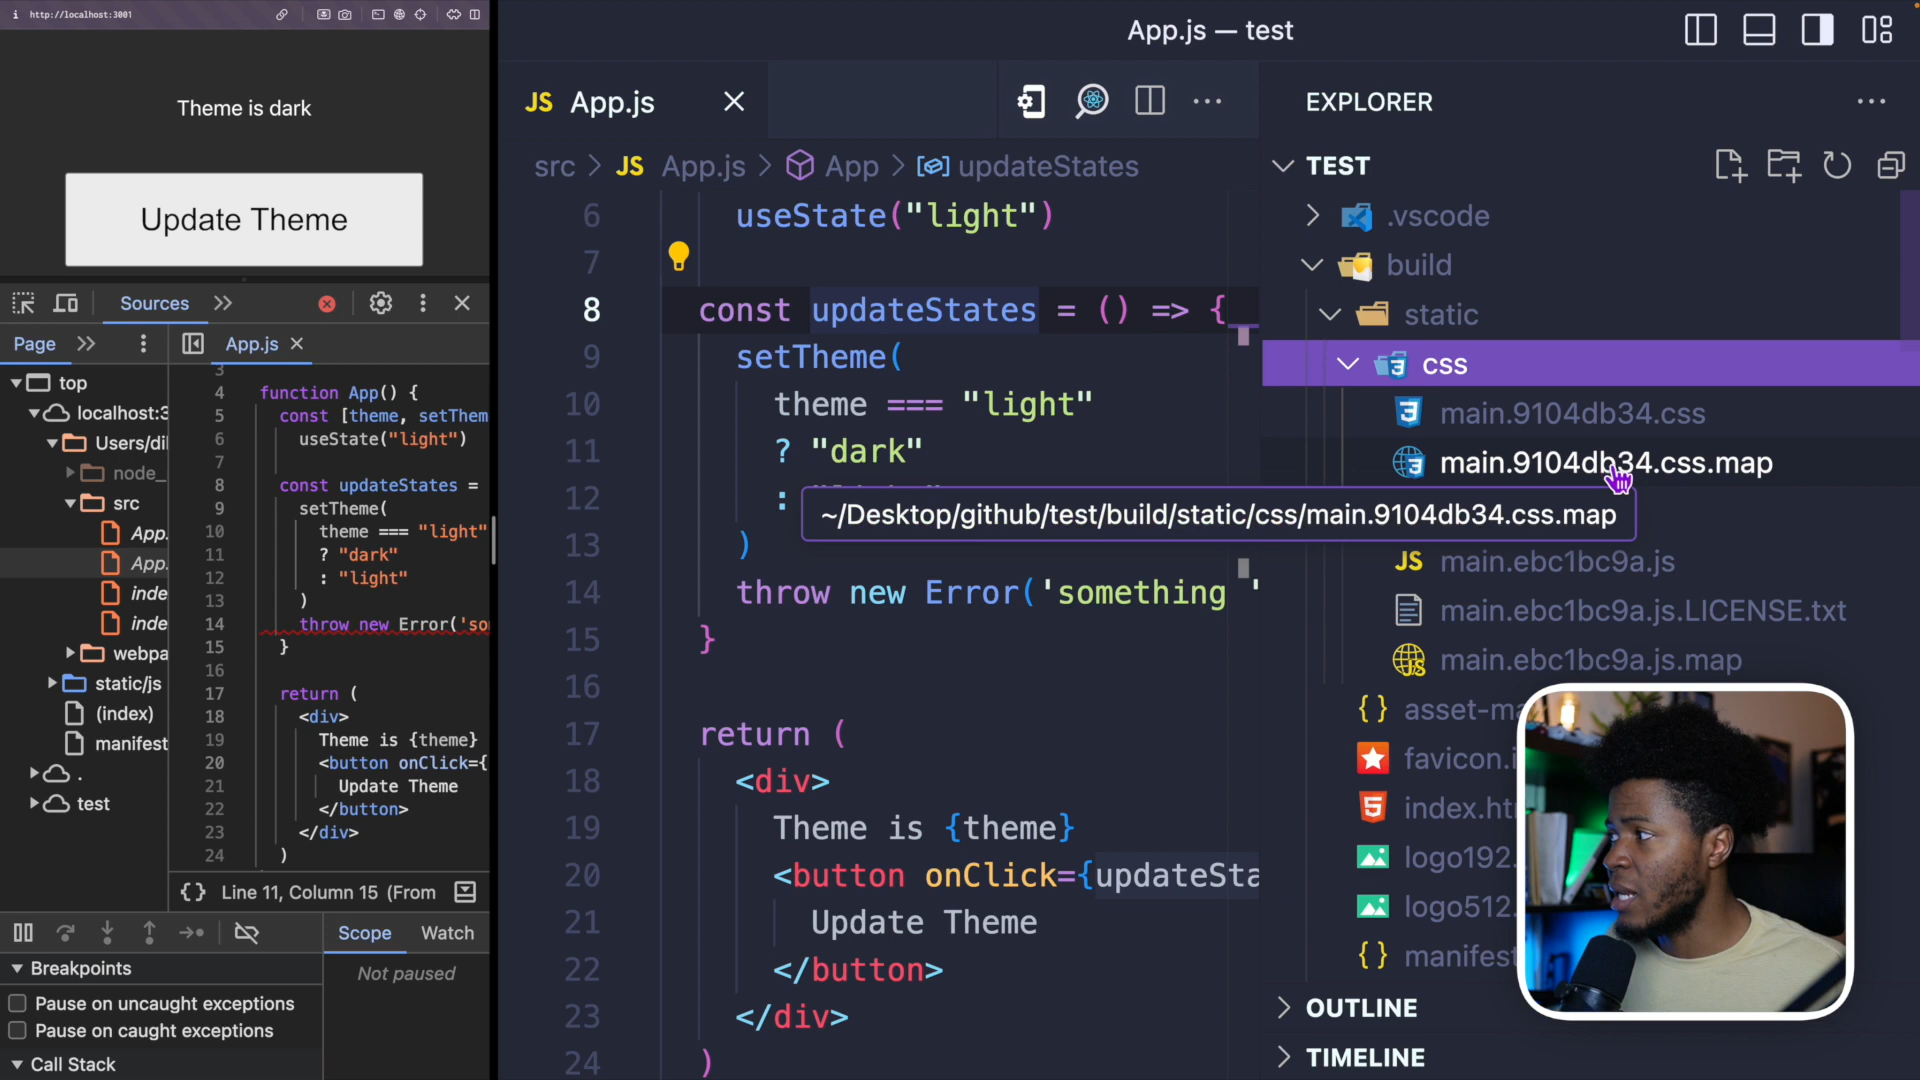 http://localhost:3001
Theme is dark
Update Theme
Sources
Page
App.js
top
localhost:3
Users/di
node_
src
App.
App.
inde
inde
webpa
static/js
(index)
manifest
.
test
3
4 function App() {
5 const [theme, setThem
6 useState("light")
7
8 const updateStates =
9 setTheme(
10 theme === "light"
11 ? "dark"
12 : "light"
13 )
14 throw new Error('so
15 }
16
17 return (
18 <div>
19 Theme is {theme}
20 <button onClick={
21 Update Theme
22 </button>
23 </div>
24 )
{} Line 11, Column 15 (From
Scope Watch
Breakpoints
Not paused
Pause on uncaught exceptions
Pause on caught exceptions
Call Stack
App.js — test
JS App.js
src > JS App.js > App > updateStates
6 useState("light")
7
8 const updateStates = () => {
9 setTheme(
10 theme === "light"
11 ? "dark"
12 :
13 )
14 throw new Error('something '
15 }
16
17 return (
18 <div>
19 Theme is {theme}
20 <button onClick={updateSta
21 Update Theme
22 </button>
23 </div>
24 )
EXPLORER
TEST
.vscode
build
static
css
main.9104db34.css
main.9104db34.css.map
~/Desktop/github/test/build/static/css/main.9104db34.css.map
JS main.ebc1bc9a.js
main.ebc1bc9a.js.LICENSE.txt
JS main.ebc1bc9a.js.map
{} asset-ma
favicon.i
5 index.ht
logo192.
logo512.
{} manifest
OUTLINE
TIMELINE